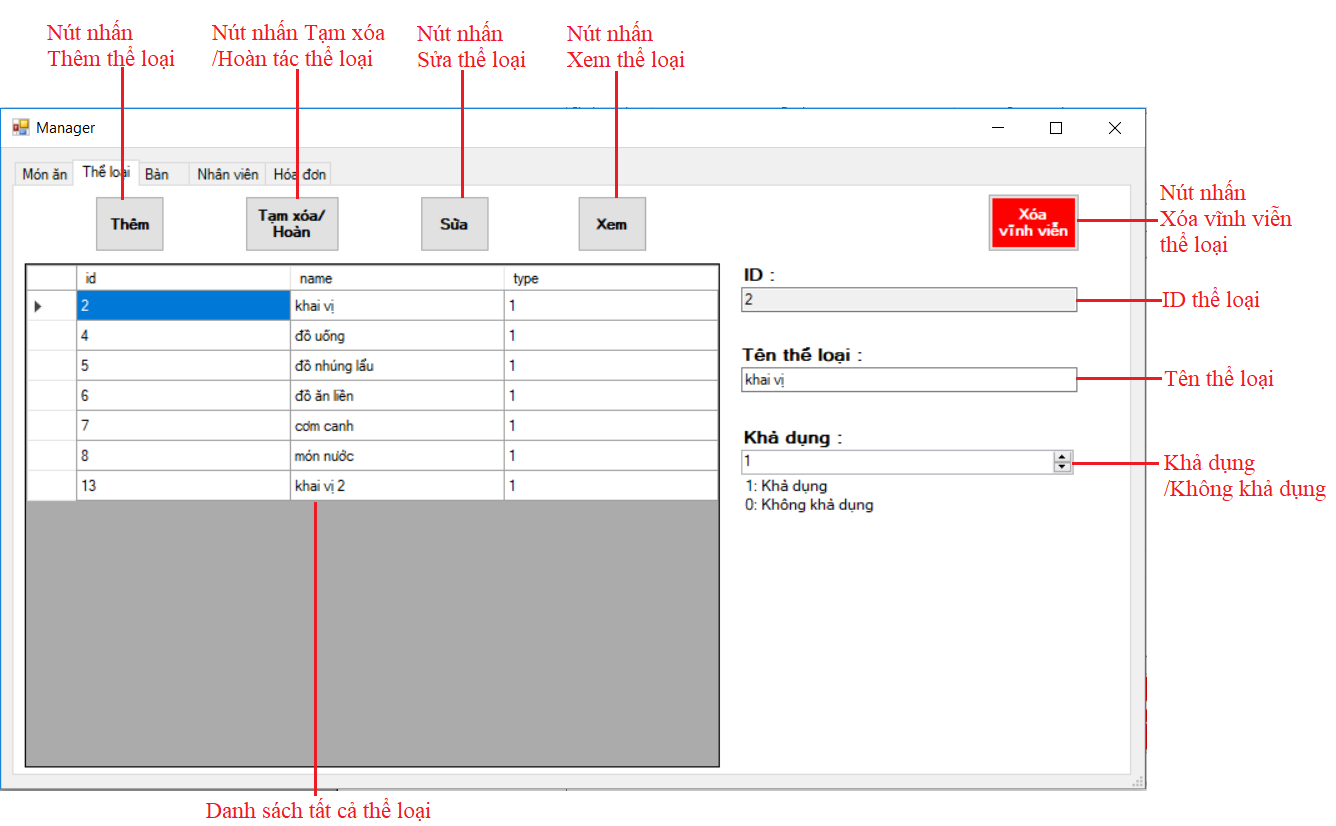 Nút nhấn
Thêm thể loại
Nút nhấn Tạm xóa
/Hoàn tác thể loại
Nút nhấn
Sửa thể loại
Nút nhấn
Xem thể loại
Manager
Món ăn
Thể loại
Bàn
Nhân viên
Hóa đơn
Thêm
Tạm xóa/
Hoàn
Sửa
Xem
Xóa
vĩnh viễn
Nút nhấn
Xóa vĩnh viễn
thể loại
id name type
2 khai vị 1
4 đồ uống 1
5 đồ nhúng lẩu 1
6 đồ ăn liền 1
7 cơm canh 1
8 món nước 1
13 khai vị 2 1
ID :
2
ID thể loại
Tên thể loại :
khai vị
Tên thể loại
Khả dụng :
1
1: Khả dụng
0: Không khả dụng
Khả dụng
/Không khả dụng
Danh sách tất cả thể loại